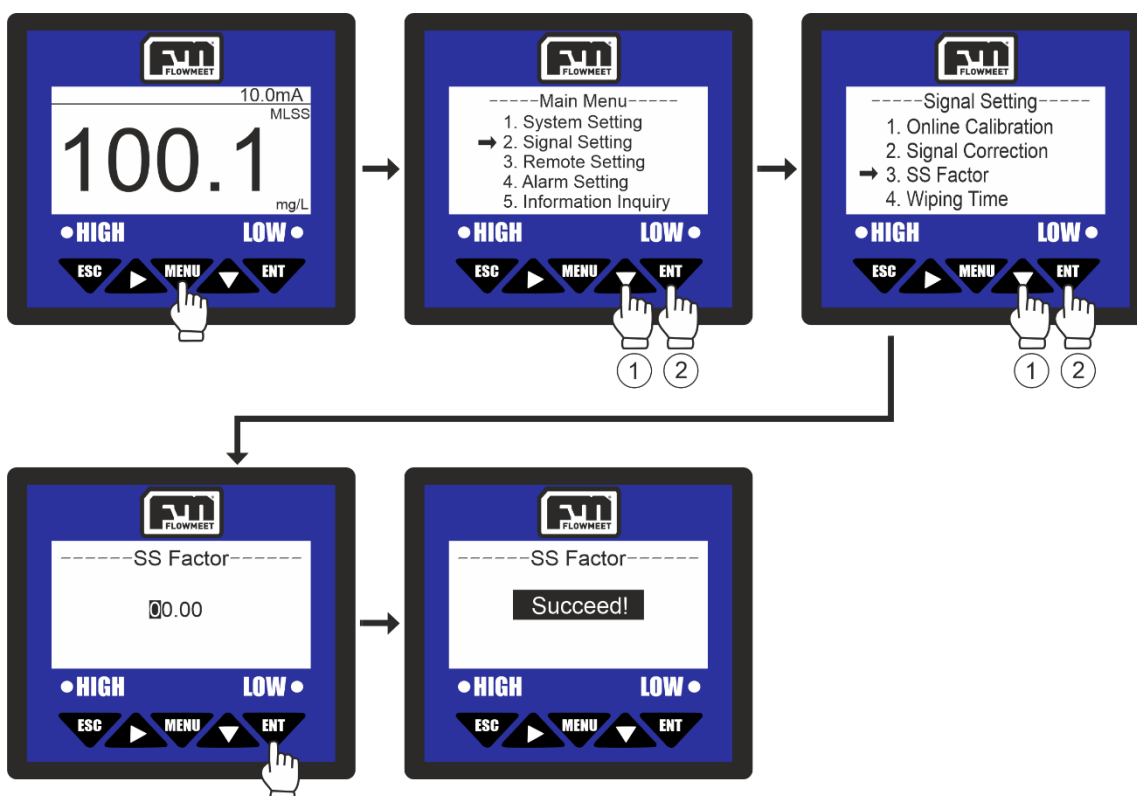 FLOWMEET
10.0mA
MLSS
100.1
mg/L
HIGH LOW
ESC MENU ENT
FLOWMEET
-----Main Menu-----
1. System Setting
➞ 2. Signal Setting
3. Remote Setting
4. Alarm Setting
5. Information Inquiry
HIGH LOW
ESC MENU ENT
1 2
FLOWMEET
-----Signal Setting-----
1. Online Calibration
2. Signal Correction
➞ 3. SS Factor
4. Wiping Time
HIGH LOW
ESC MENU ENT
1 2
FLOWMEET
------SS Factor------
00.00
HIGH LOW
ESC MENU ENT
FLOWMEET
------SS Factor------
Succeed!
HIGH LOW
ESC MENU ENT